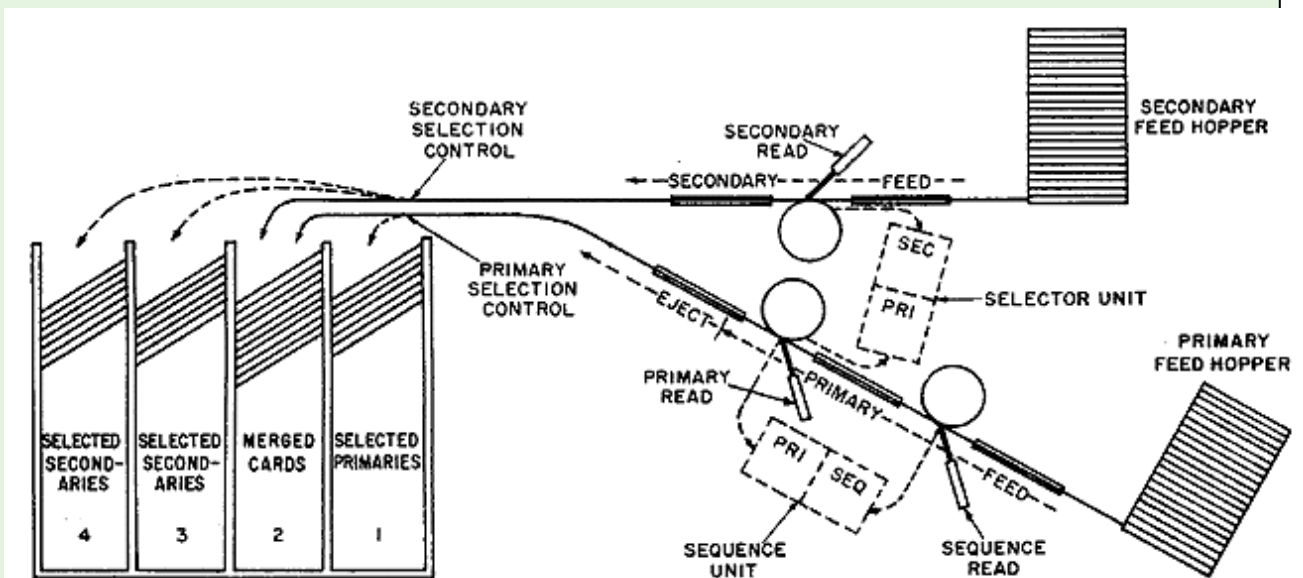 SECONDARY
SELECTION
CONTROL
SECONDARY
READ
SECONDARY
FEED HOPPER
SECONDARY
FEED
SEC
PRI
SELECTOR UNIT
PRIMARY
SELECTION
CONTROL
EJECT
PRIMARY
FEED HOPPER
PRIMARY
READ
PRIMARY
FEED
PRI
SEQ
SEQUENCE
UNIT
SEQUENCE
READ
SELECTED
SECOND-
ARIES
4
SELECTED
SECOND-
ARIES
3
MERGED
CARDS
2
SELECTED
PRIMARIES
1